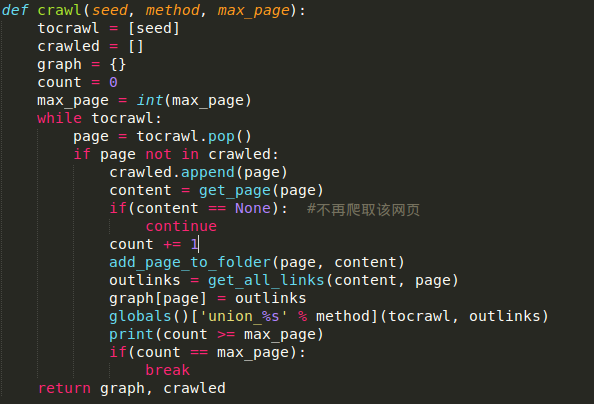 def crawl(seed, method, max_page):
    tocrawl = [seed]
    crawled = []
    graph = {}
    count = 0
    max_page = int(max_page)
    while tocrawl:
        page = tocrawl.pop()
        if page not in crawled:
            crawled.append(page)
            content = get_page(page)
            if(content == None):  #不再爬取该网页
                continue
            count += 1
            add_page_to_folder(page, content)
            outlinks = get_all_links(content, page)
            graph[page] = outlinks
            globals()['union_%s' % method](tocrawl, outlinks)
            print(count >= max_page)
            if(count == max_page):
                break
    return graph, crawled